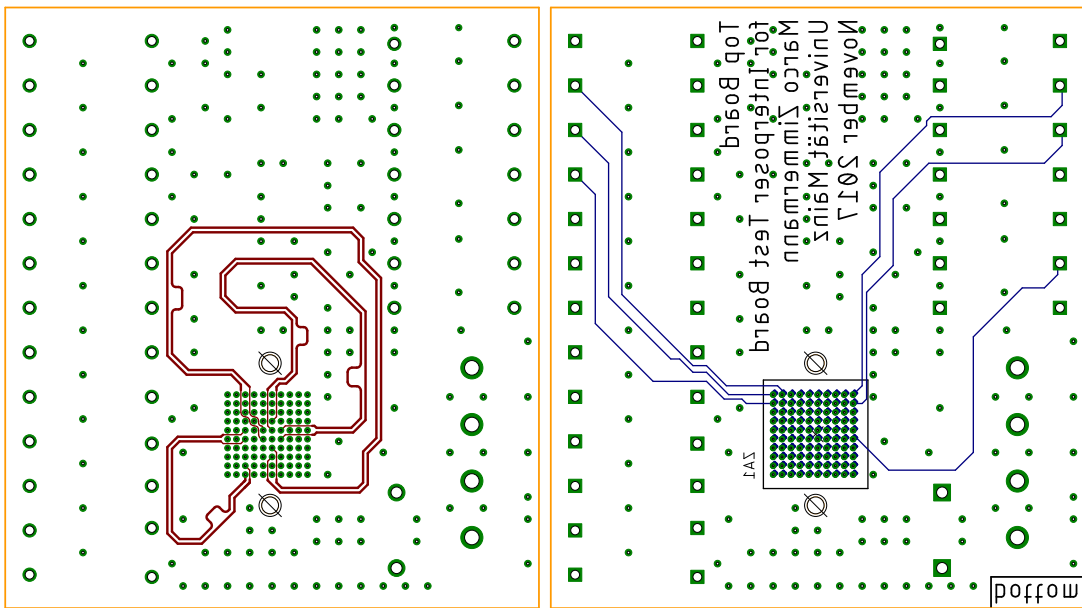 Top Board
for Interposer Test Board
Marco Zimmermann
Universität Mainz
November 2017
ZA1
bottom